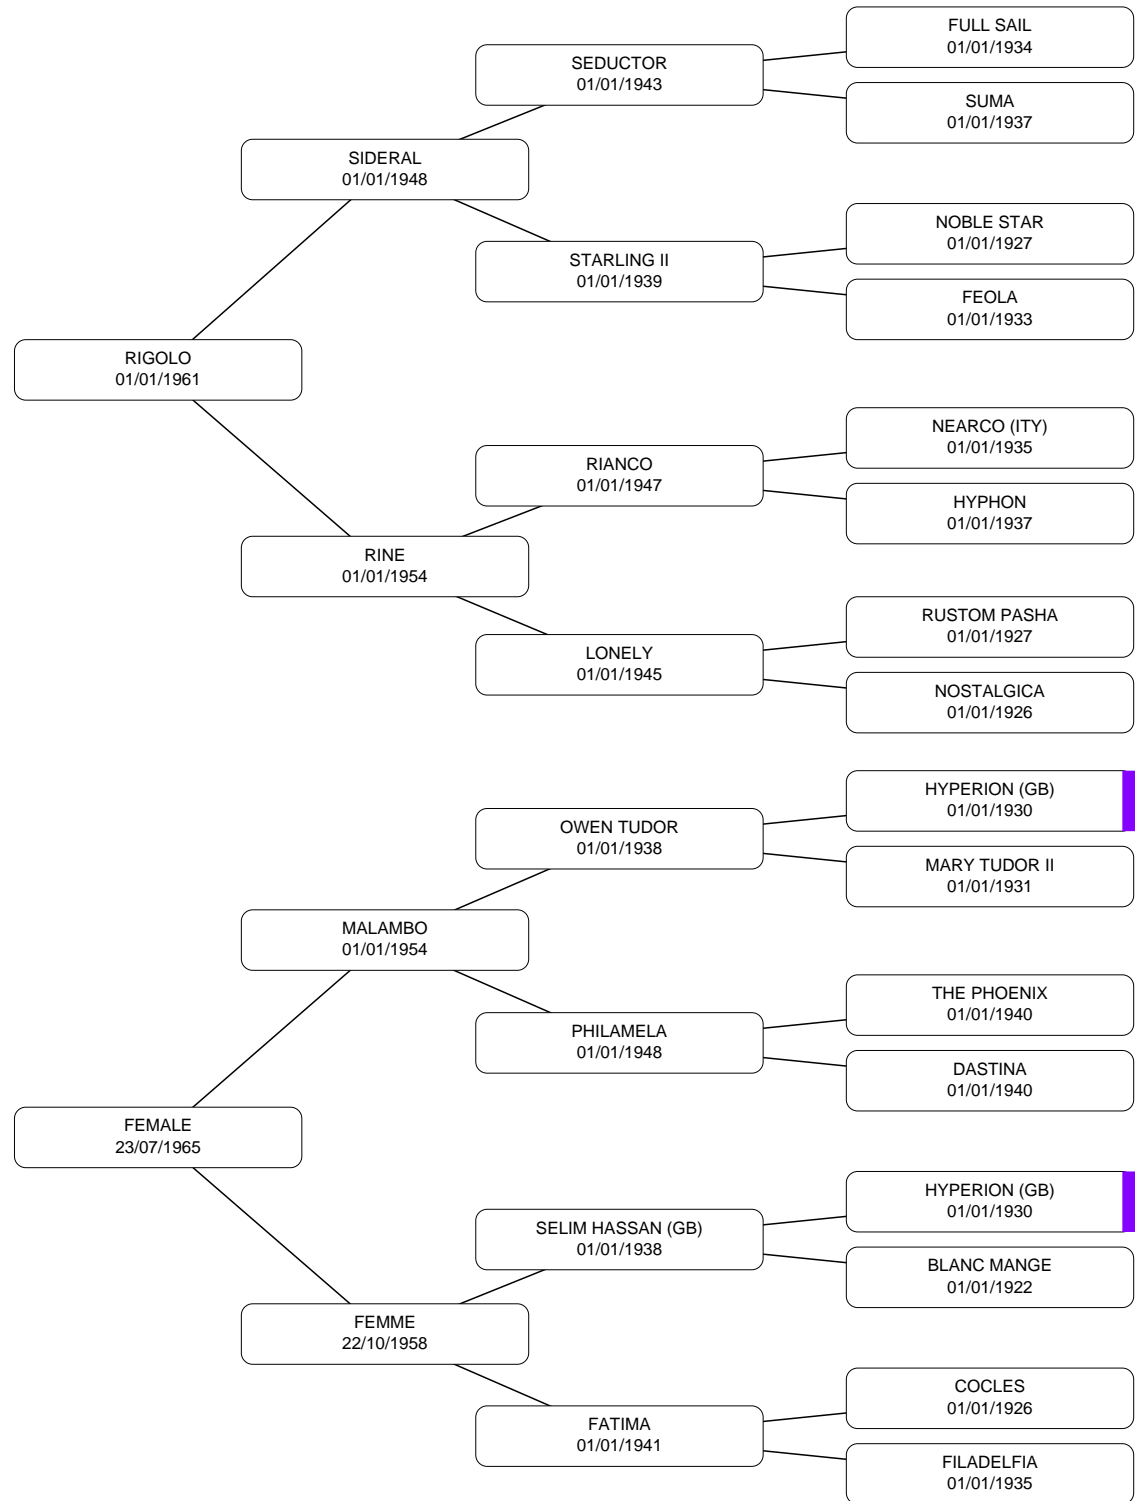 FULL SAIL
01/01/1934
SEDUCTOR
01/01/1943
SUMA
01/01/1937
SIDERAL
01/01/1948
NOBLE STAR
01/01/1927
STARLING II
01/01/1939
FEOLA
01/01/1933
RIGOLO
01/01/1961
NEARCO (ITY)
01/01/1935
RIANCO
01/01/1947
HYPHON
01/01/1937
RINE
01/01/1954
RUSTOM PASHA
01/01/1927
LONELY
01/01/1945
NOSTALGICA
01/01/1926
HYPERION (GB)
01/01/1930
OWEN TUDOR
01/01/1938
MARY TUDOR II
01/01/1931
MALAMBO
01/01/1954
THE PHOENIX
01/01/1940
PHILAMELA
01/01/1948
DASTINA
01/01/1940
FEMALE
23/07/1965
HYPERION (GB)
01/01/1930
SELIM HASSAN (GB)
01/01/1938
BLANC MANGE
01/01/1922
FEMME
22/10/1958
COCLES
01/01/1926
FATIMA
01/01/1941
FILADELFIA
01/01/1935